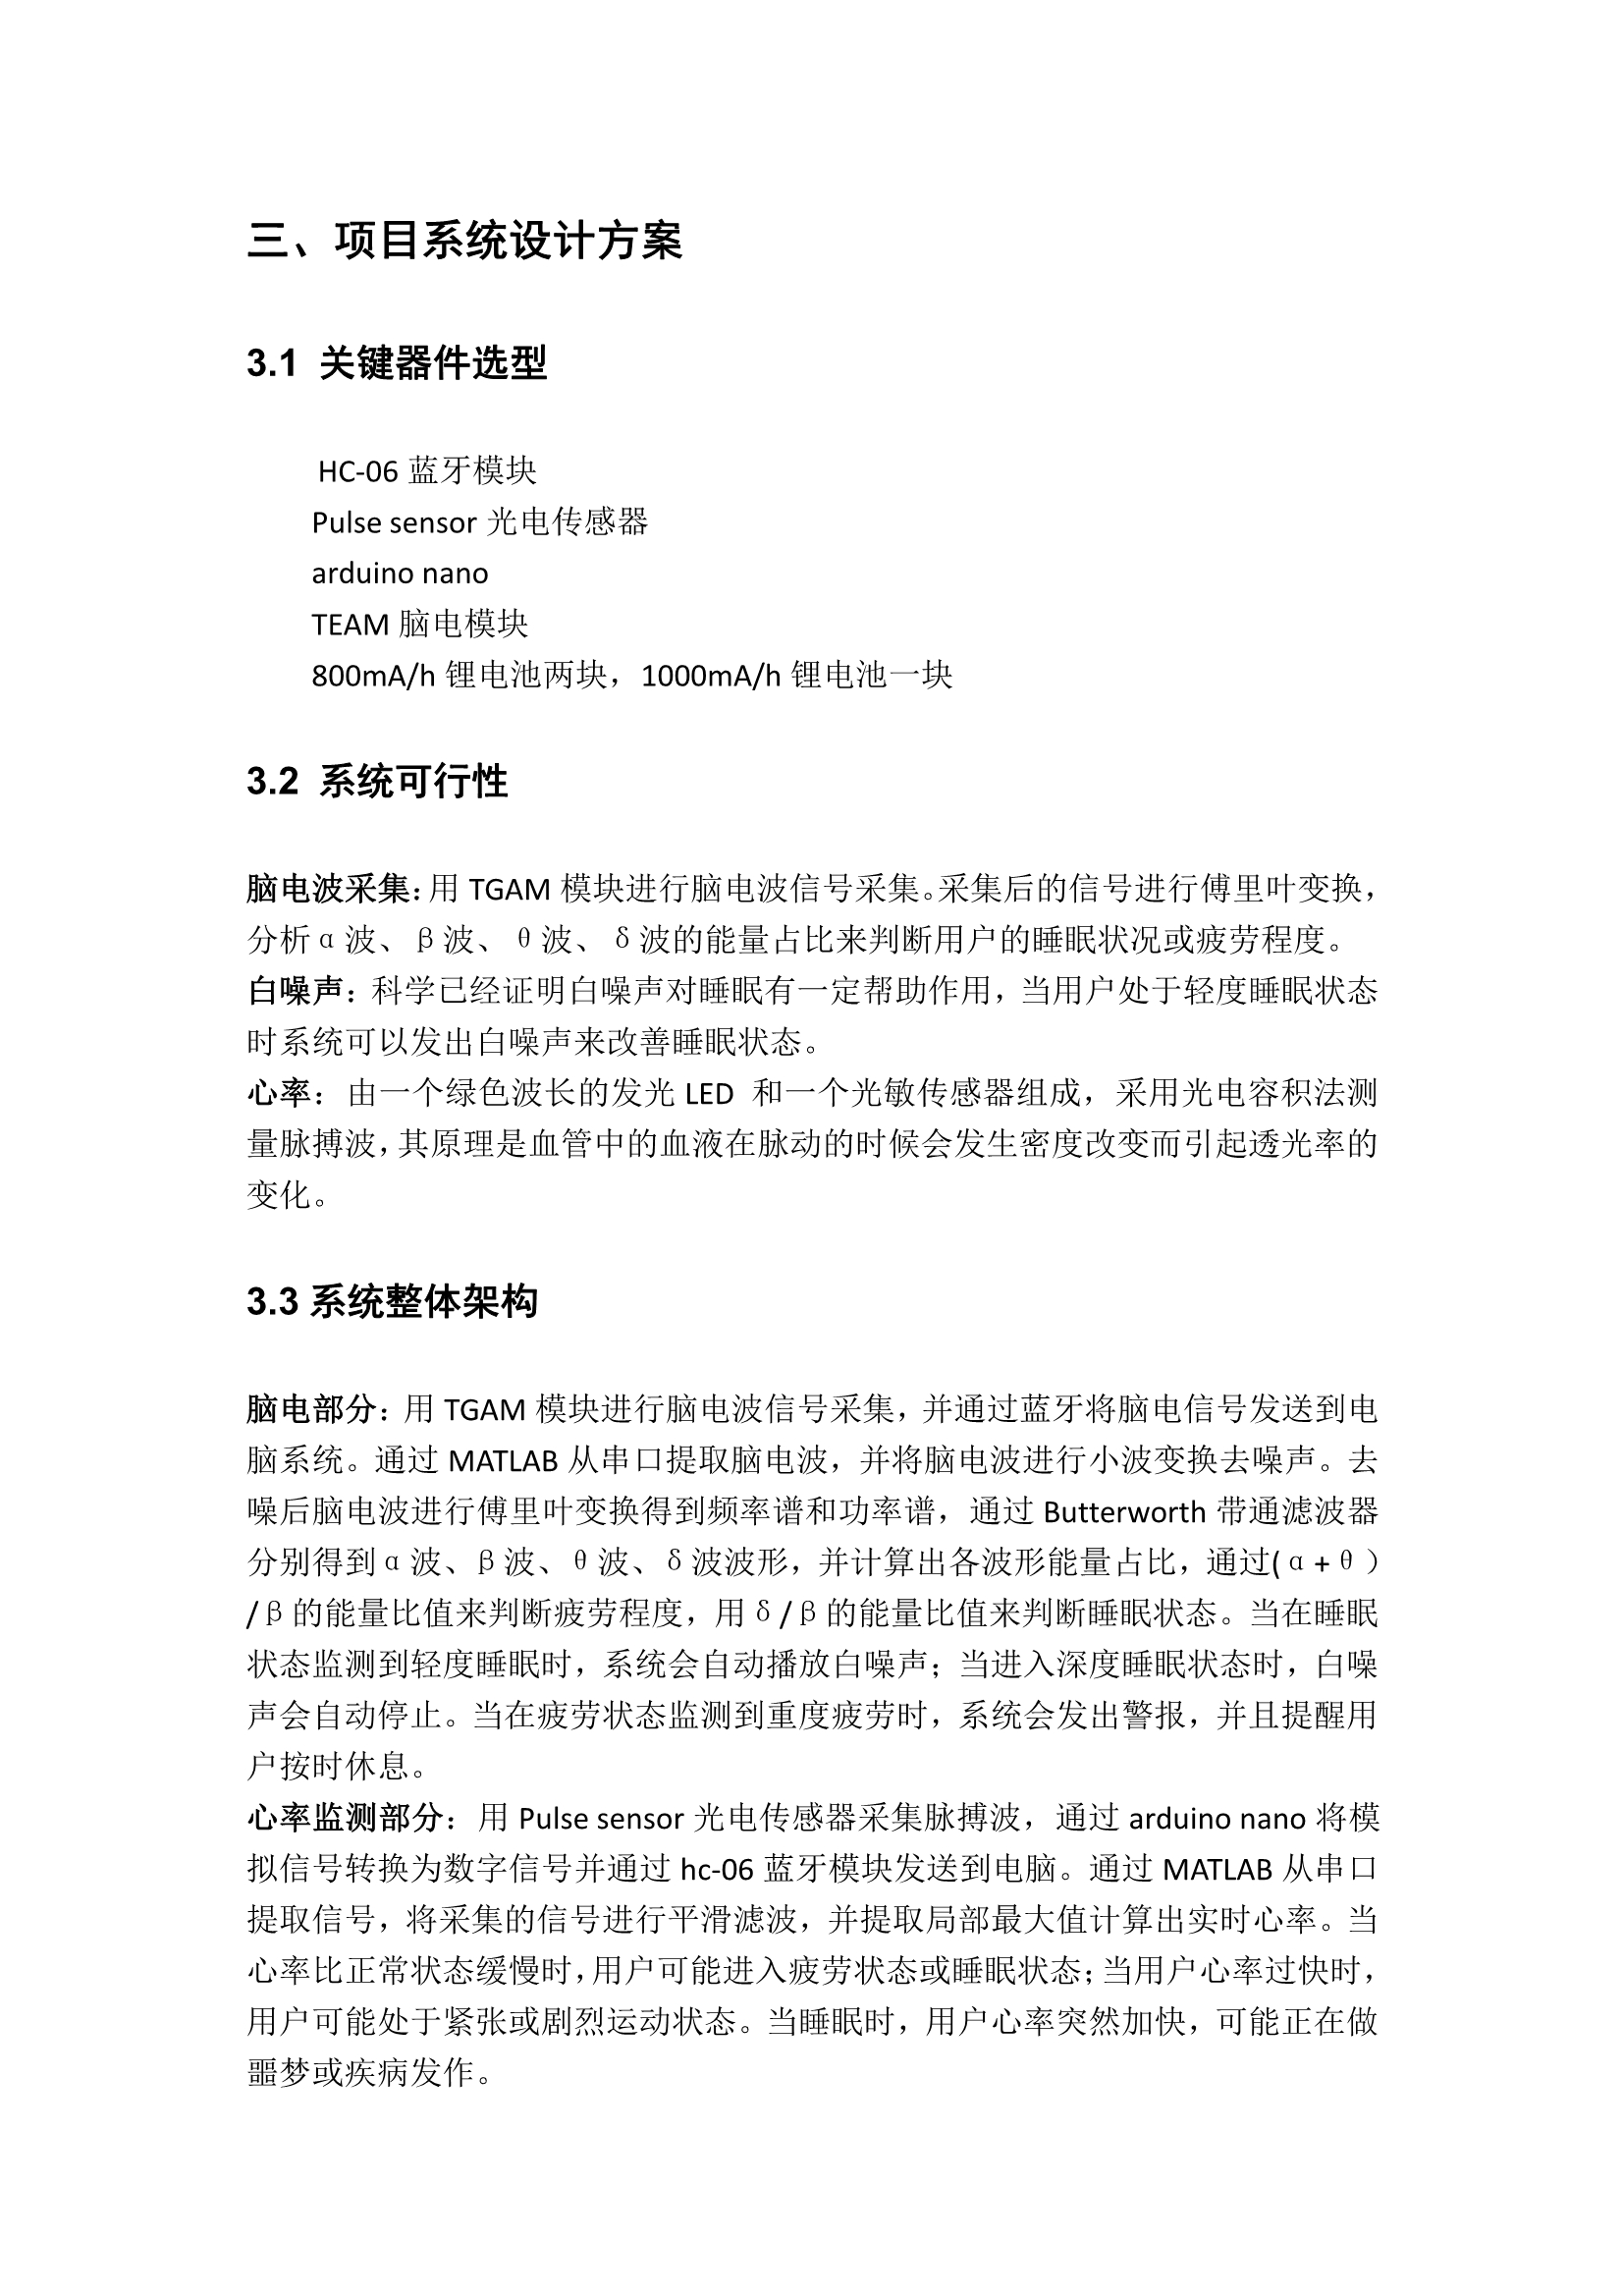 三、项目系统设计方案
3.1 关键器件选型
HC-06 蓝牙模块
Pulse sensor 光电传感器
arduino nano
TEAM 脑电模块
800mA/h 锂电池两块，1000mA/h 锂电池一块
3.2 系统可行性
脑电波采集：用 TGAM 模块进行脑电波信号采集。采集后的信号进行傅里叶变换，
分析α波、β波、θ波、δ波的能量占比来判断用户的睡眠状况或疲劳程度。
白噪声：科学已经证明白噪声对睡眠有一定帮助作用，当用户处于轻度睡眠状态
时系统可以发出白噪声来改善睡眠状态。
心率：由一个绿色波长的发光 LED 和一个光敏传感器组成，采用光电容积法测
量脉搏波，其原理是血管中的血液在脉动的时候会发生密度改变而引起透光率的
变化。
3.3 系统整体架构
脑电部分：用 TGAM 模块进行脑电波信号采集，并通过蓝牙将脑电信号发送到电
脑系统。通过 MATLAB 从串口提取脑电波，并将脑电波进行小波变换去噪声。去
噪后脑电波进行傅里叶变换得到频率谱和功率谱，通过 Butterworth 带通滤波器
分别得到α波、β波、θ波、δ波波形，并计算出各波形能量占比，通过(α+θ）
/β的能量比值来判断疲劳程度，用δ/β的能量比值来判断睡眠状态。当在睡眠
状态监测到轻度睡眠时，系统会自动播放白噪声；当进入深度睡眠状态时，白噪
声会自动停止。当在疲劳状态监测到重度疲劳时，系统会发出警报，并且提醒用
户按时休息。
心率监测部分：用 Pulse sensor 光电传感器采集脉搏波，通过 arduino nano 将模
拟信号转换为数字信号并通过 hc-06 蓝牙模块发送到电脑。通过 MATLAB 从串口
提取信号，将采集的信号进行平滑滤波，并提取局部最大值计算出实时心率。当
心率比正常状态缓慢时，用户可能进入疲劳状态或睡眠状态；当用户心率过快时，
用户可能处于紧张或剧烈运动状态。当睡眠时，用户心率突然加快，可能正在做
噩梦或疾病发作。